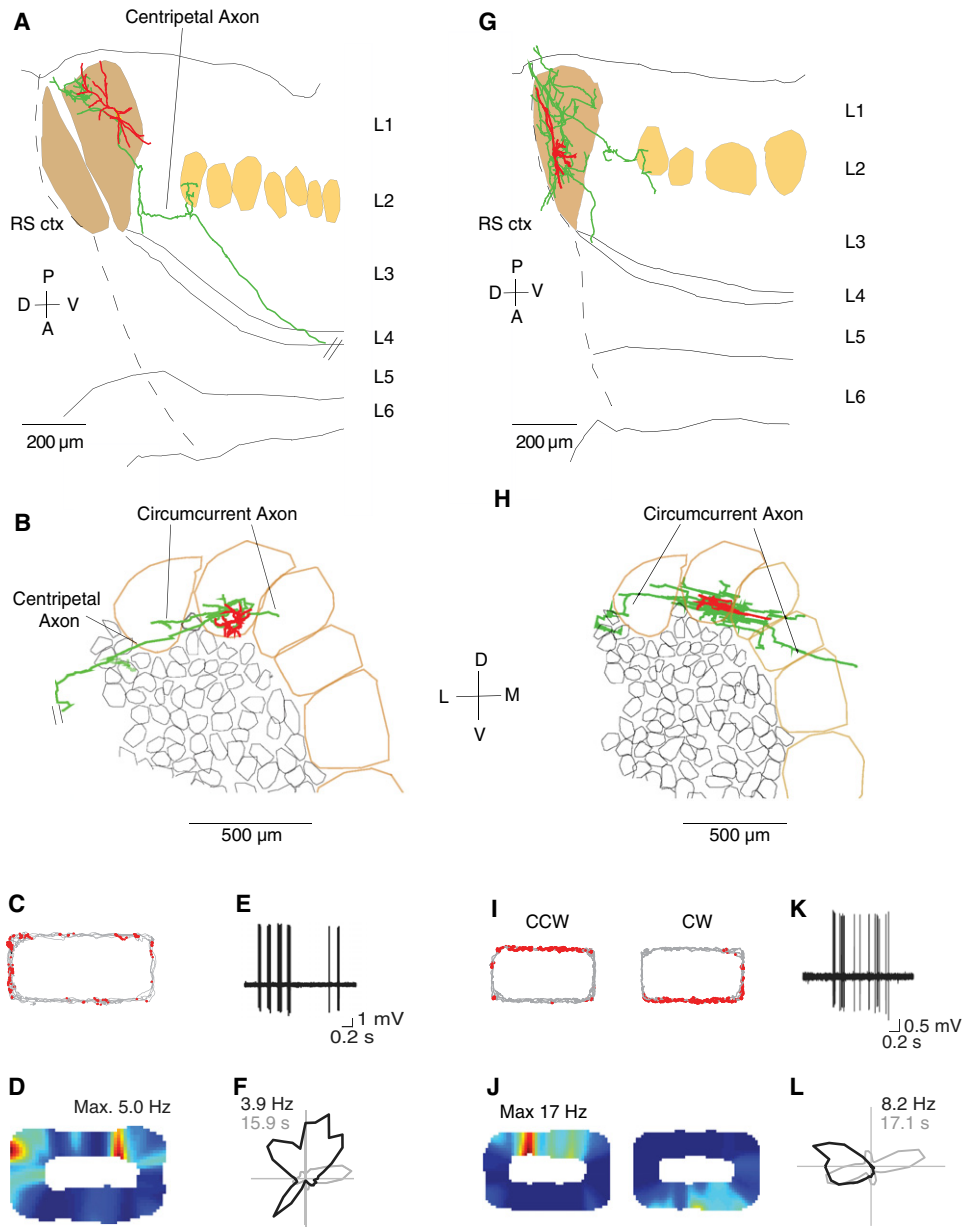 A
Centripetal Axon
L1
L2
RS ctx
L3
P
D
V
A
L4
L5
L6
200 µm
G
L1
L2
RS ctx
L3
P
D
V
A
L4
L5
L6
200 µm
B
Circumcurrent Axon
Centripetal
Axon
500 µm
D
L
M
V
H
Circumcurrent Axon
500 µm
C
E
1 mV
0.2 s
D
Max. 5.0 Hz
F
3.9 Hz
15.9 s
I
CCW
CW
K
0.5 mV
0.2 s
J
Max 17 Hz
L
8.2 Hz
17.1 s